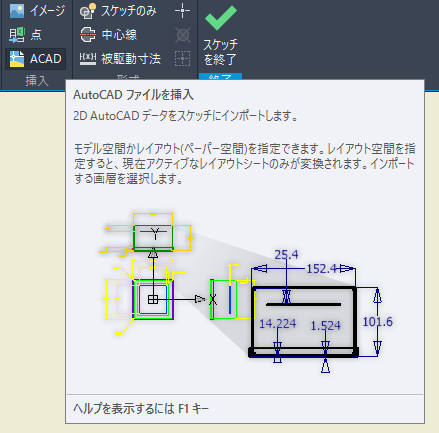 イメージ
スケッチのみ
点
中心線
スケッチ
を終了
ACAD
被駆動寸法
挿入
形式
終了
AutoCAD ファイルを挿入
2D AutoCAD データをスケッチにインポートします。
モデル空間かレイアウト(ペーパー空間)を指定できます。レイアウト空間を指
定すると、現在アクティブなレイアウトシートのみが変換されます。インポート
する画層を選択します。
Y
X
25.4
152.4
14.224
1.524
101.6
ヘルプを表示するには F1 キー